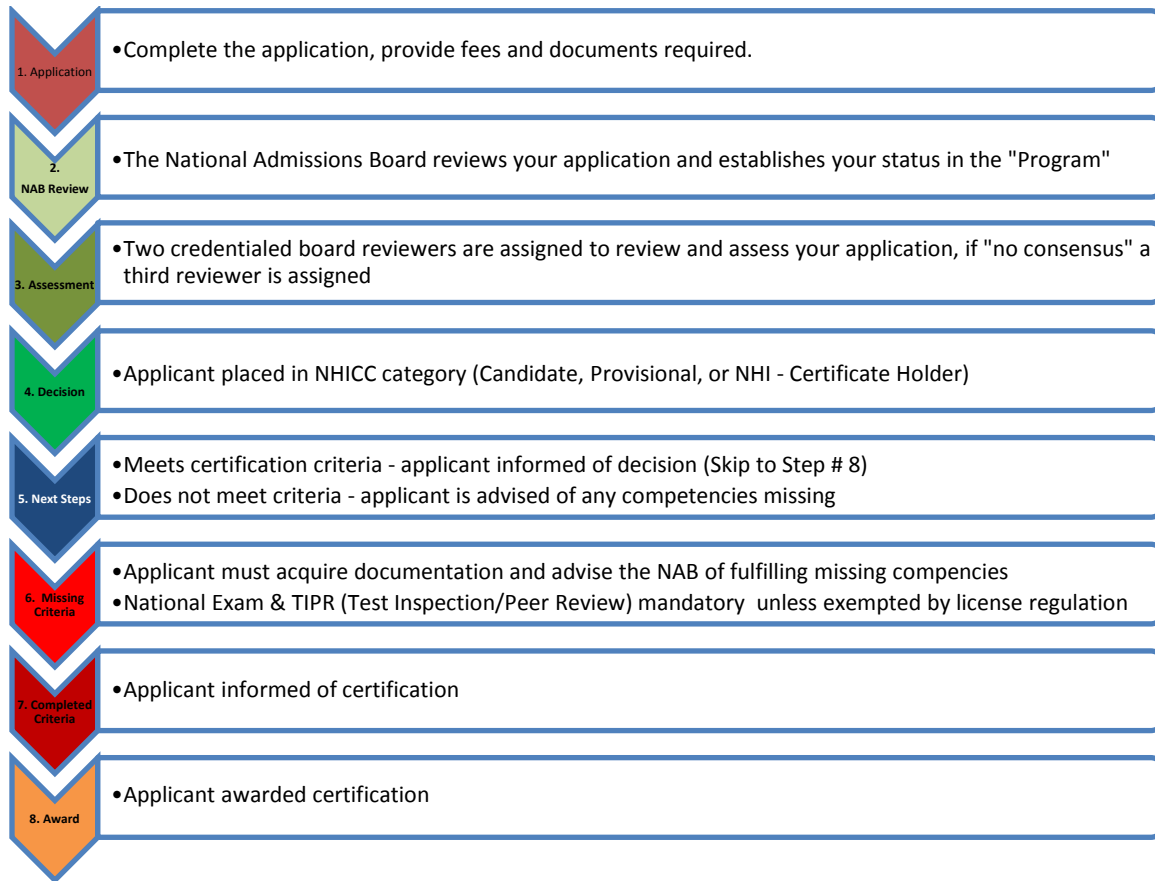 1. Application
•Complete the application, provide fees and documents required.
2.
NAB Review
•The National Admissions Board reviews your application and establishes your status in the "Program"
3. Assessment
•Two credentialed board reviewers are assigned to review and assess your application, if "no consensus" a
third reviewer is assigned
4. Decision
•Applicant placed in NHICC category (Candidate, Provisional, or NHI - Certificate Holder)
5. Next Steps
•Meets certification criteria - applicant informed of decision (Skip to Step # 8)
•Does not meet criteria - applicant is advised of any competencies missing
6. Missing
Criteria
•Applicant must acquire documentation and advise the NAB of fulfilling missing compencies
•National Exam & TIPR (Test Inspection/Peer Review) mandatory unless exempted by license regulation
7. Completed
Criteria
•Applicant informed of certification
8. Award
•Applicant awarded certification